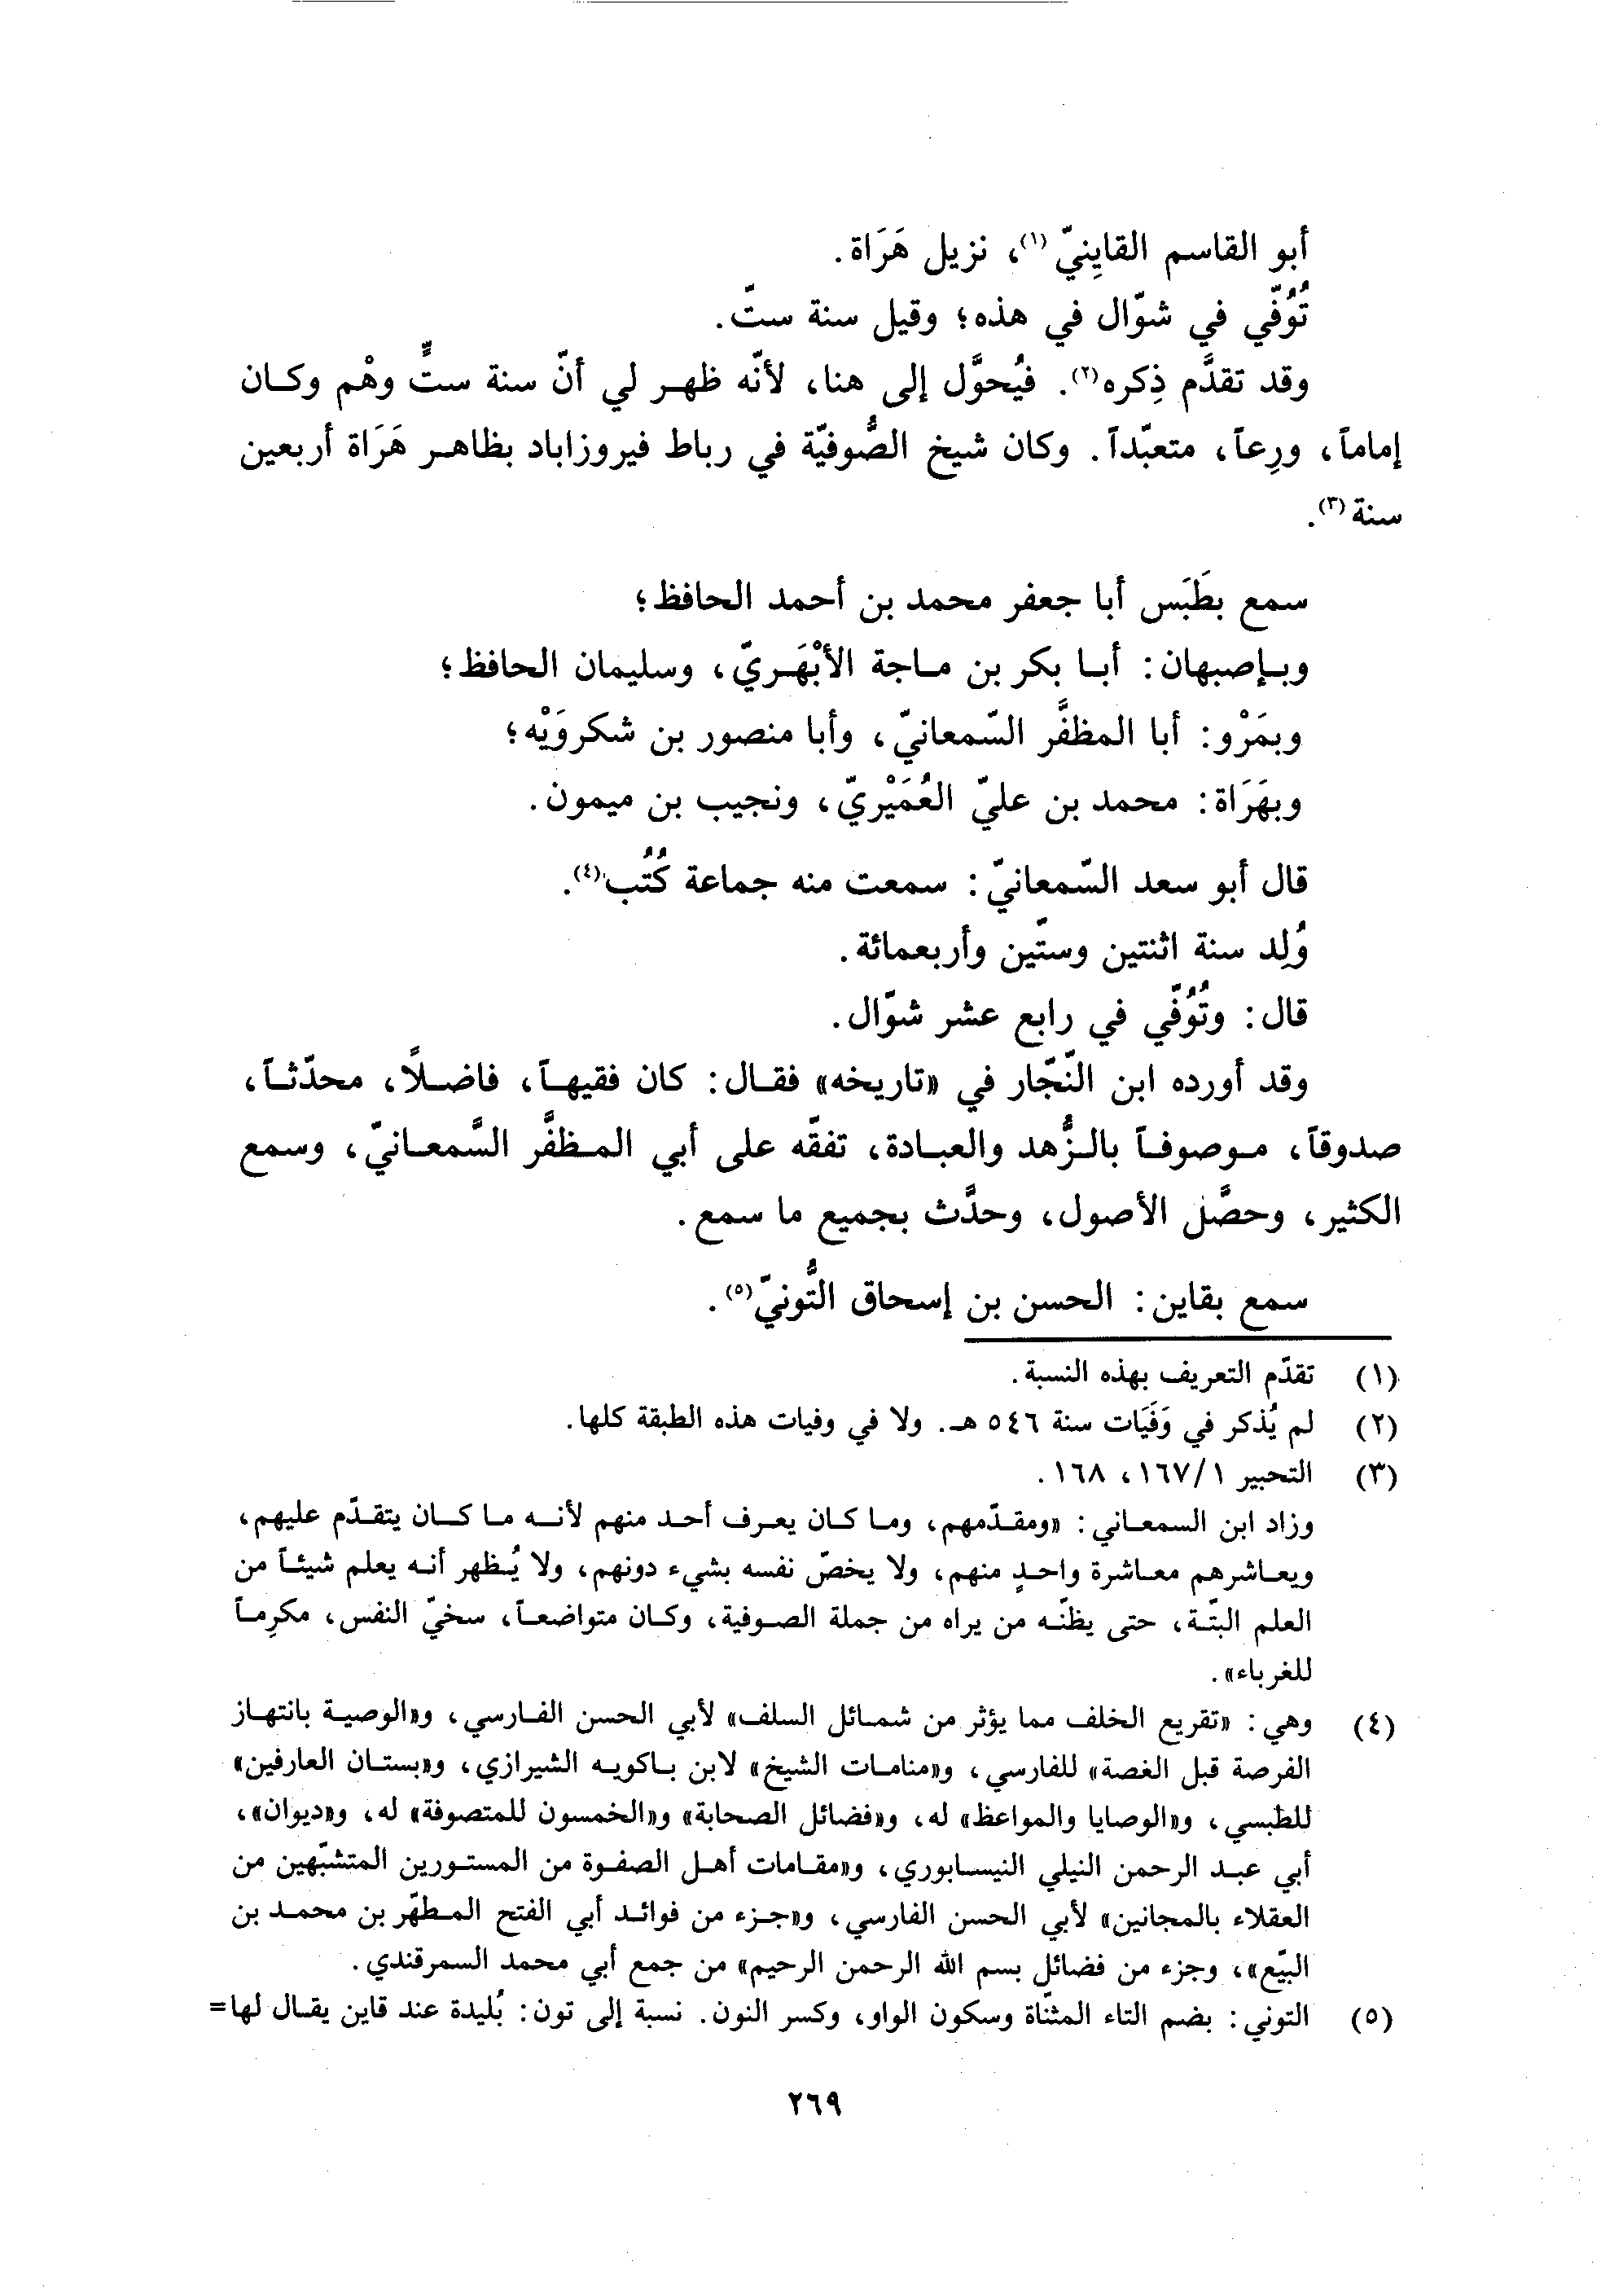 أبو القاسم القايِنيّ(١)، نزيل هَرَاة.
تُوُفّي في شوّال في هذه؛ وقيل سنة ستّ.
وقد تقدَّم ذِكره(٢). فيُحوَّل إلى هنا، لأنّه ظهر لي أنّ سنة ستٍّ وهْم وكان
إماماً، ورِعاً، متعبّداً. وكان شيخ الصُّوفيّة في رباط فيروزاباد بظاهر هَرَاة أربعين
سنة(٣).
سمع بطَبَس أبا جعفر محمد بن أحمد الحافظ؛
وبإصبهان: أبا بكر بن ماجة الأبْهَريّ، وسليمان الحافظ؛
وبمَرْو: أبا المظفَّر السّمعانيّ، وأبا منصور بن شكرَوَيْه؛
وبهَرَاة: محمد بن عليّ العُمَيْريّ، ونجيب بن ميمون.
قال أبو سعد السّمعانيّ: سمعت منه جماعة كُتُب(٤).
وُلِد سنة اثنتين وستّين وأربعمائة.
قال: وتُوُفّي في رابع عشر شوّال.
وقد أورده ابن النّجّار في «تاريخه» فقال: كان فقيهاً، فاضلًا، محدّثاً،
صدوقاً، موصوفاً بالزُّهد والعبادة، تفقّه على أبي المظفَّر السَّمعانيّ، وسمع
الكثير، وحصَّل الأصول، وحدَّث بجميع ما سمع.
سمع بقاين: الحسن بن إسحاق التُّونيّ(٥).
(١) تقدّم التعريف بهذه النسبة.
(٢) لم يُذكر في وَفَيَات سنة ٥٤٦ هـ. ولا في وفيات هذه الطبقة كلها.
(٣) التحبير ١/ ١٦٧، ١٦٨.
وزاد ابن السمعاني: «ومقدّمهم، وما كان يعرف أحد منهم لأنه ما كان يتقدّم عليهم،
ويعاشرهم معاشرة واحدٍ منهم، ولا يخصّ نفسه بشيء دونهم، ولا يُظهر أنه يعلم شيئاً من
العلم البتّة، حتى يظنّه من يراه من جملة الصوفية، وكان متواضعاً، سخيّ النفس، مكرِماً
للغرباء».
(٤) وهي: «تقريع الخلف مما يؤثر من شمائل السلف» لأبي الحسن الفارسي، و«الوصية بانتهاز
الفرصة قبل الغصة» للفارسي، و«منامات الشيخ» لابن باكويه الشيرازي، و«بستان العارفين»
للطبسي، و«الوصايا والمواعظ» له، و«فضائل الصحابة» و«الخمسون للمتصوفة» له، و«ديوان»،
أبي عبد الرحمن النيلي النيسابوري، و«مقامات أهل الصفوة من المستورين المتشبّهين من
العقلاء بالمجانين» لأبي الحسن الفارسي، و«جزء من فوائد أبي الفتح المطهّر بن محمد بن
البيّع»، وجزء من فضائل بسم الله الرحمن الرحيم» من جمع أبي محمد السمرقندي.
(٥) التوني: بضم التاء المثنّاة وسكون الواو، وكسر النون. نسبة إلى تون: بُليدة عند قاين يقال لها=
٢٦٩